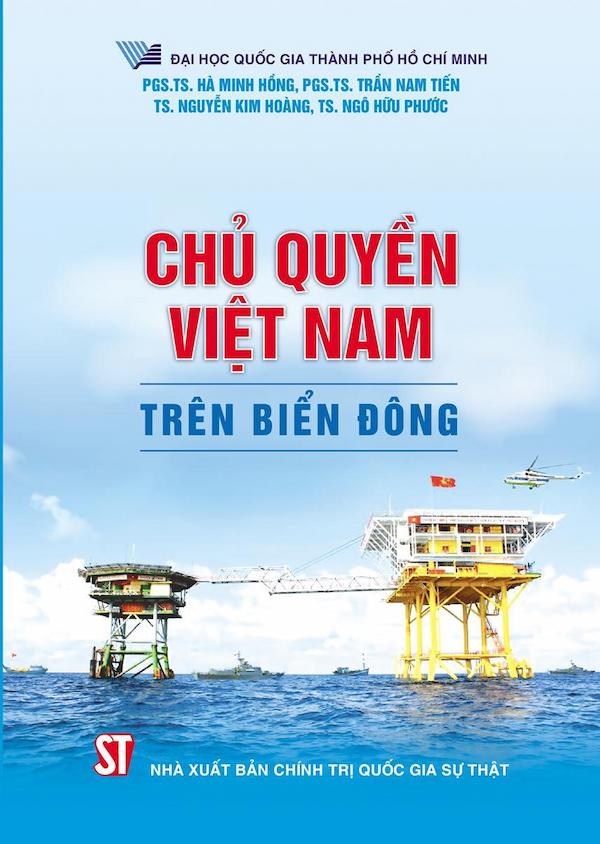 ĐẠI HỌC QUỐC GIA THÀNH PHỐ HỒ CHÍ MINH
PGS.TS. HÀ MINH HỒNG, PGS.TS. TRẦN NAM TIẾN
TS. NGUYỄN KIM HOÀNG, TS. NGÔ HỮU PHƯỚC
CHỦ QUYỀN
VIỆT NAM
TRÊN BIỂN ĐÔNG
ST NHÀ XUẤT BẢN CHÍNH TRỊ QUỐC GIA SỰ THẬT